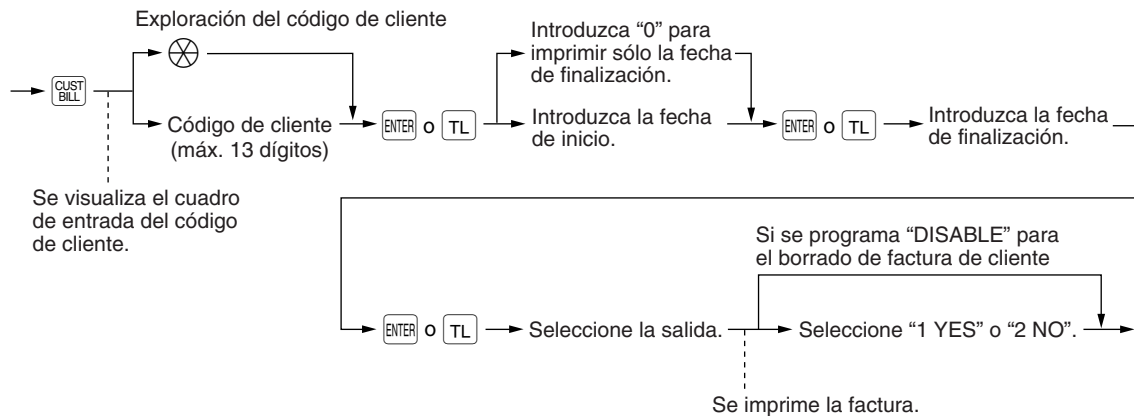 Exploración del código de cliente
CUST
BILL
Código de cliente
(máx. 13 dígitos)
Se visualiza el cuadro
de entrada del código
de cliente.
ENTER o TL
Introduzca “0” para
imprimir sólo la fecha
de finalización.
Introduzca la fecha
de inicio.
ENTER o TL
Introduzca la fecha
de finalización.
ENTER o TL
Seleccione la salida.
Se imprime la factura.
Si se programa “DISABLE” para
el borrado de factura de cliente
Seleccione “1 YES” o “2 NO”.